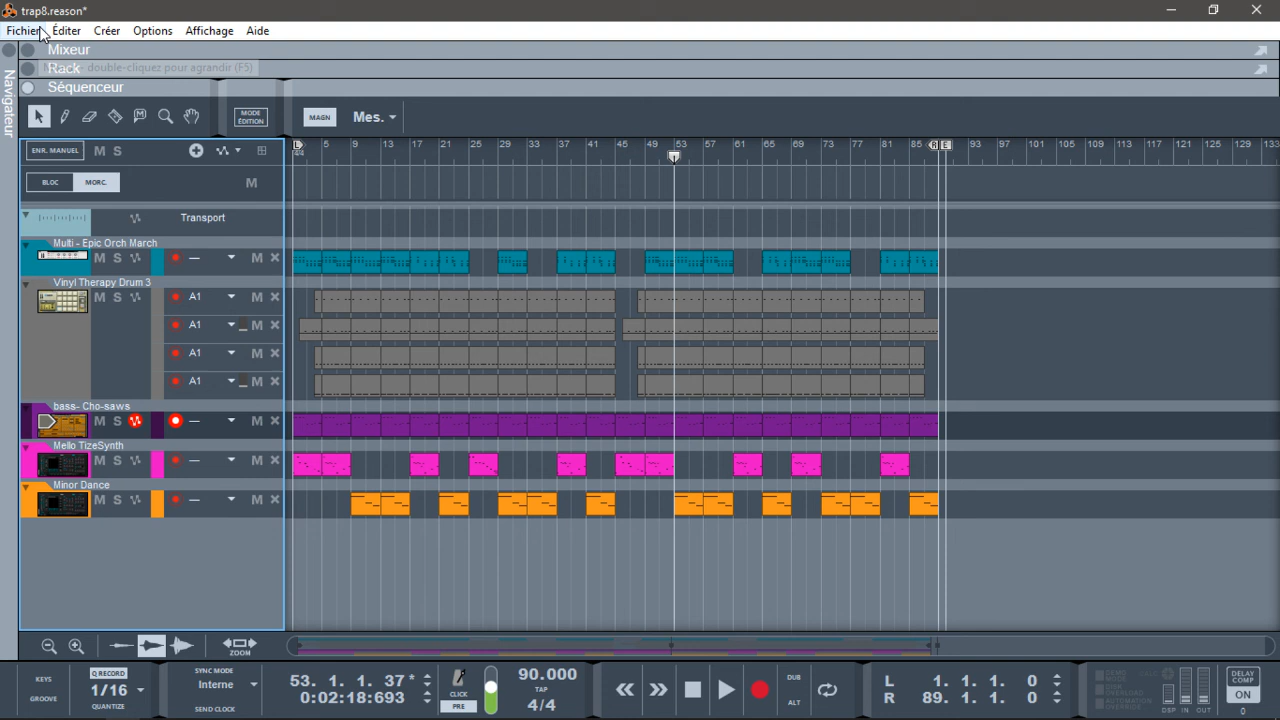 trap8.reason*
Fichier Éditer Créer Options Affichage Aide
Mixeur
Rack double-cliquez pour agrandir (F5)
Séquenceur
Navigateur
MODE ÉDITION
MAGN Mes.
ENR. MANUEL M S
L 5 9 13 17 21 25 29 33 37 41 45 49 53 57 61 65 69 73 77 81 85 R E 93 97 101 105 109 113 117 121 125 129 133
4/4
BLOC MORC. M
Transport
Multi - Epic Orch March
M S — M
Vinyl Therapy Drum 3
M S A1 M
A1 M
A1 M
A1 M
bass- Cho-saws
M S — M
Mello TizeSynth
M S — M
Minor Dance
M S — M
ZOOM
KEYS
GROOVE
Q RECORD
1/16
QUANTIZE
SYNC MODE
Interne
SEND CLOCK
53. 1. 1. 37 *
0:02:18:693
CLICK
PRE
90.000
TAP
4/4
DUB
ALT
L 1. 1. 1. 0
R 89. 1. 1. 0
DSP IN OUT
DELAY COMP
ON
0